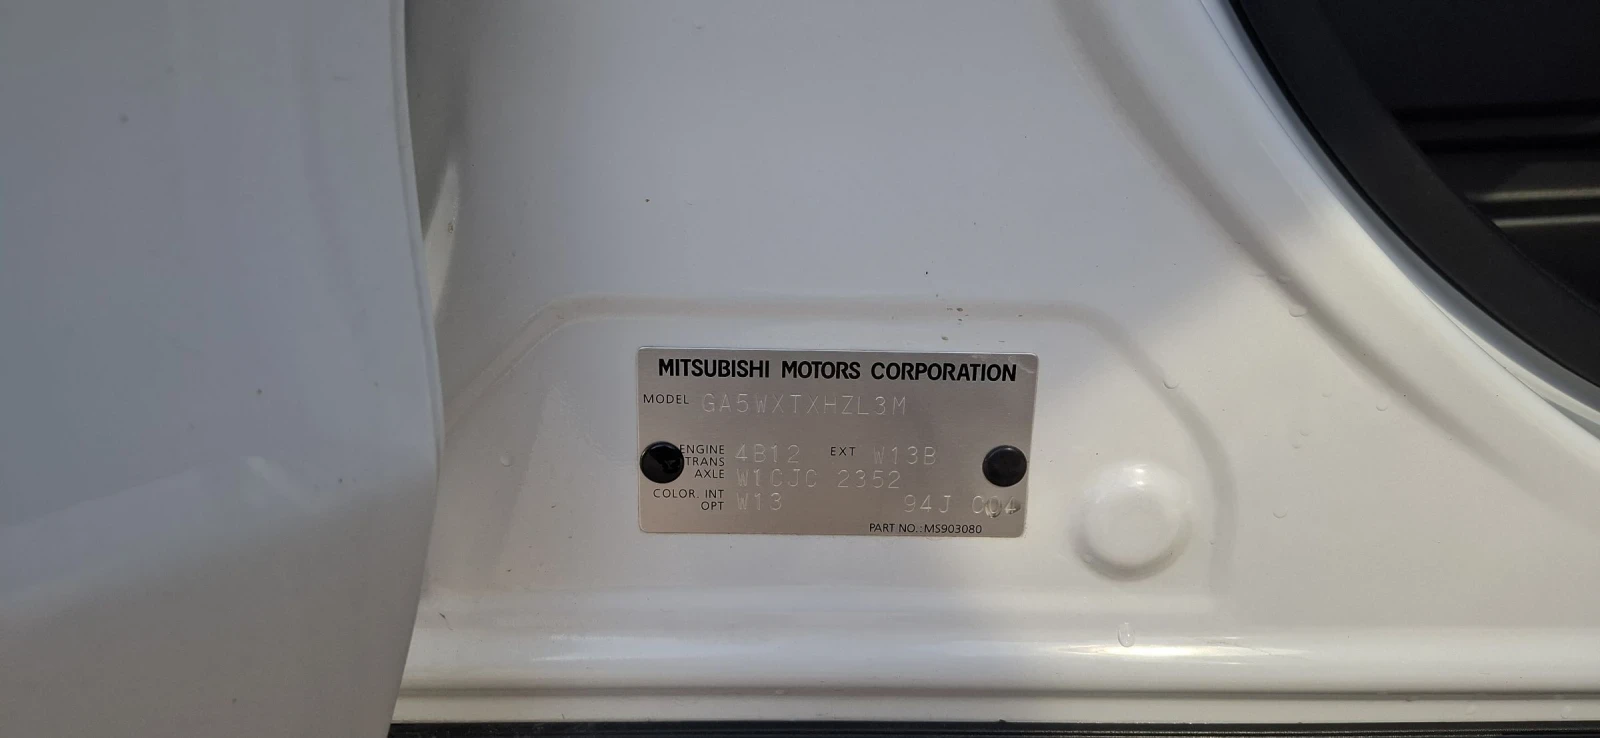 MITSUBISHI MOTORS CORPORATION
MODEL GA5WXTXHZL3M
ENGINE 4B12 EXT W13B
TRANS
AXLE W1CJC 2352
COLOR. INT
OPT W13 94J C04
PART NO.:MS903080